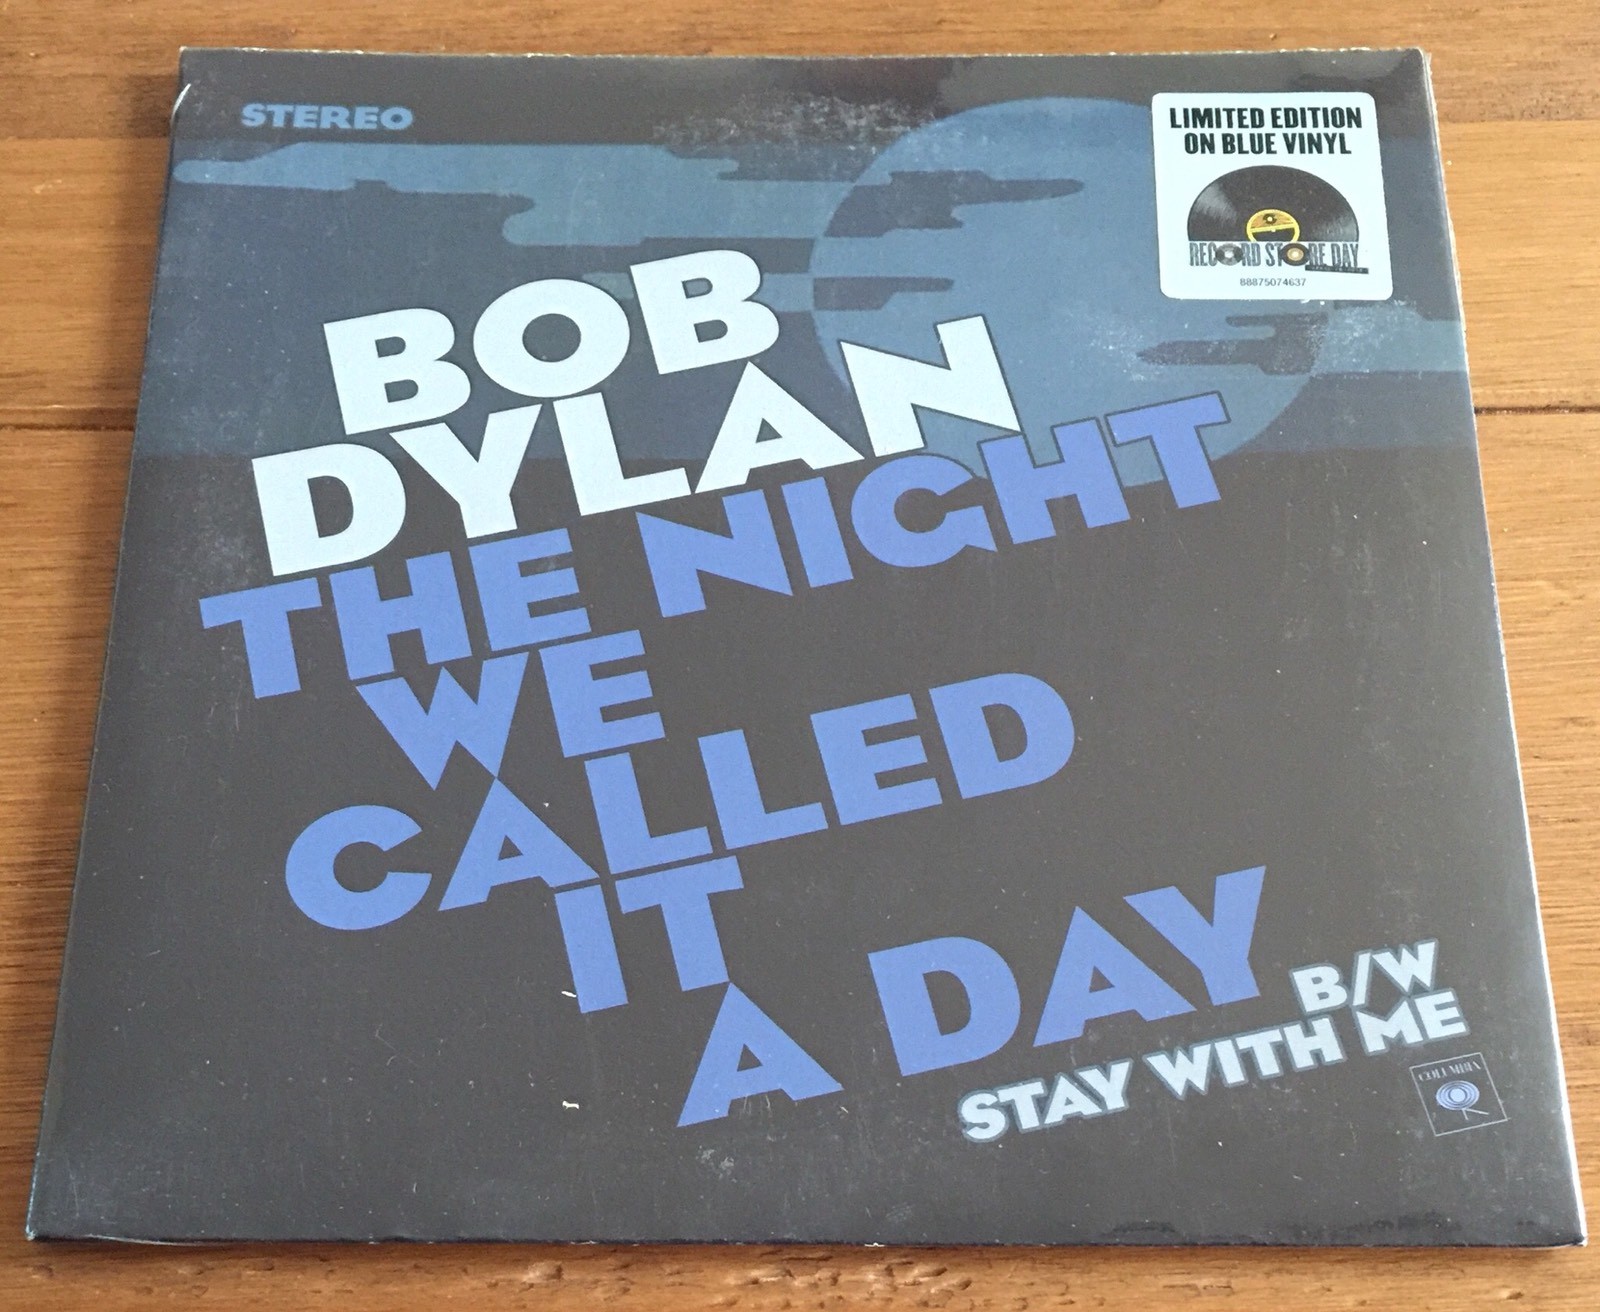 STEREO
LIMITED EDITION
ON BLUE VINYL
RECORD STORE DAY
88875074637
BOB
DYLAN
THE NIGHT
WE
CALLED
IT
A DAY
B/W
STAY WITH ME
COLUMBIA